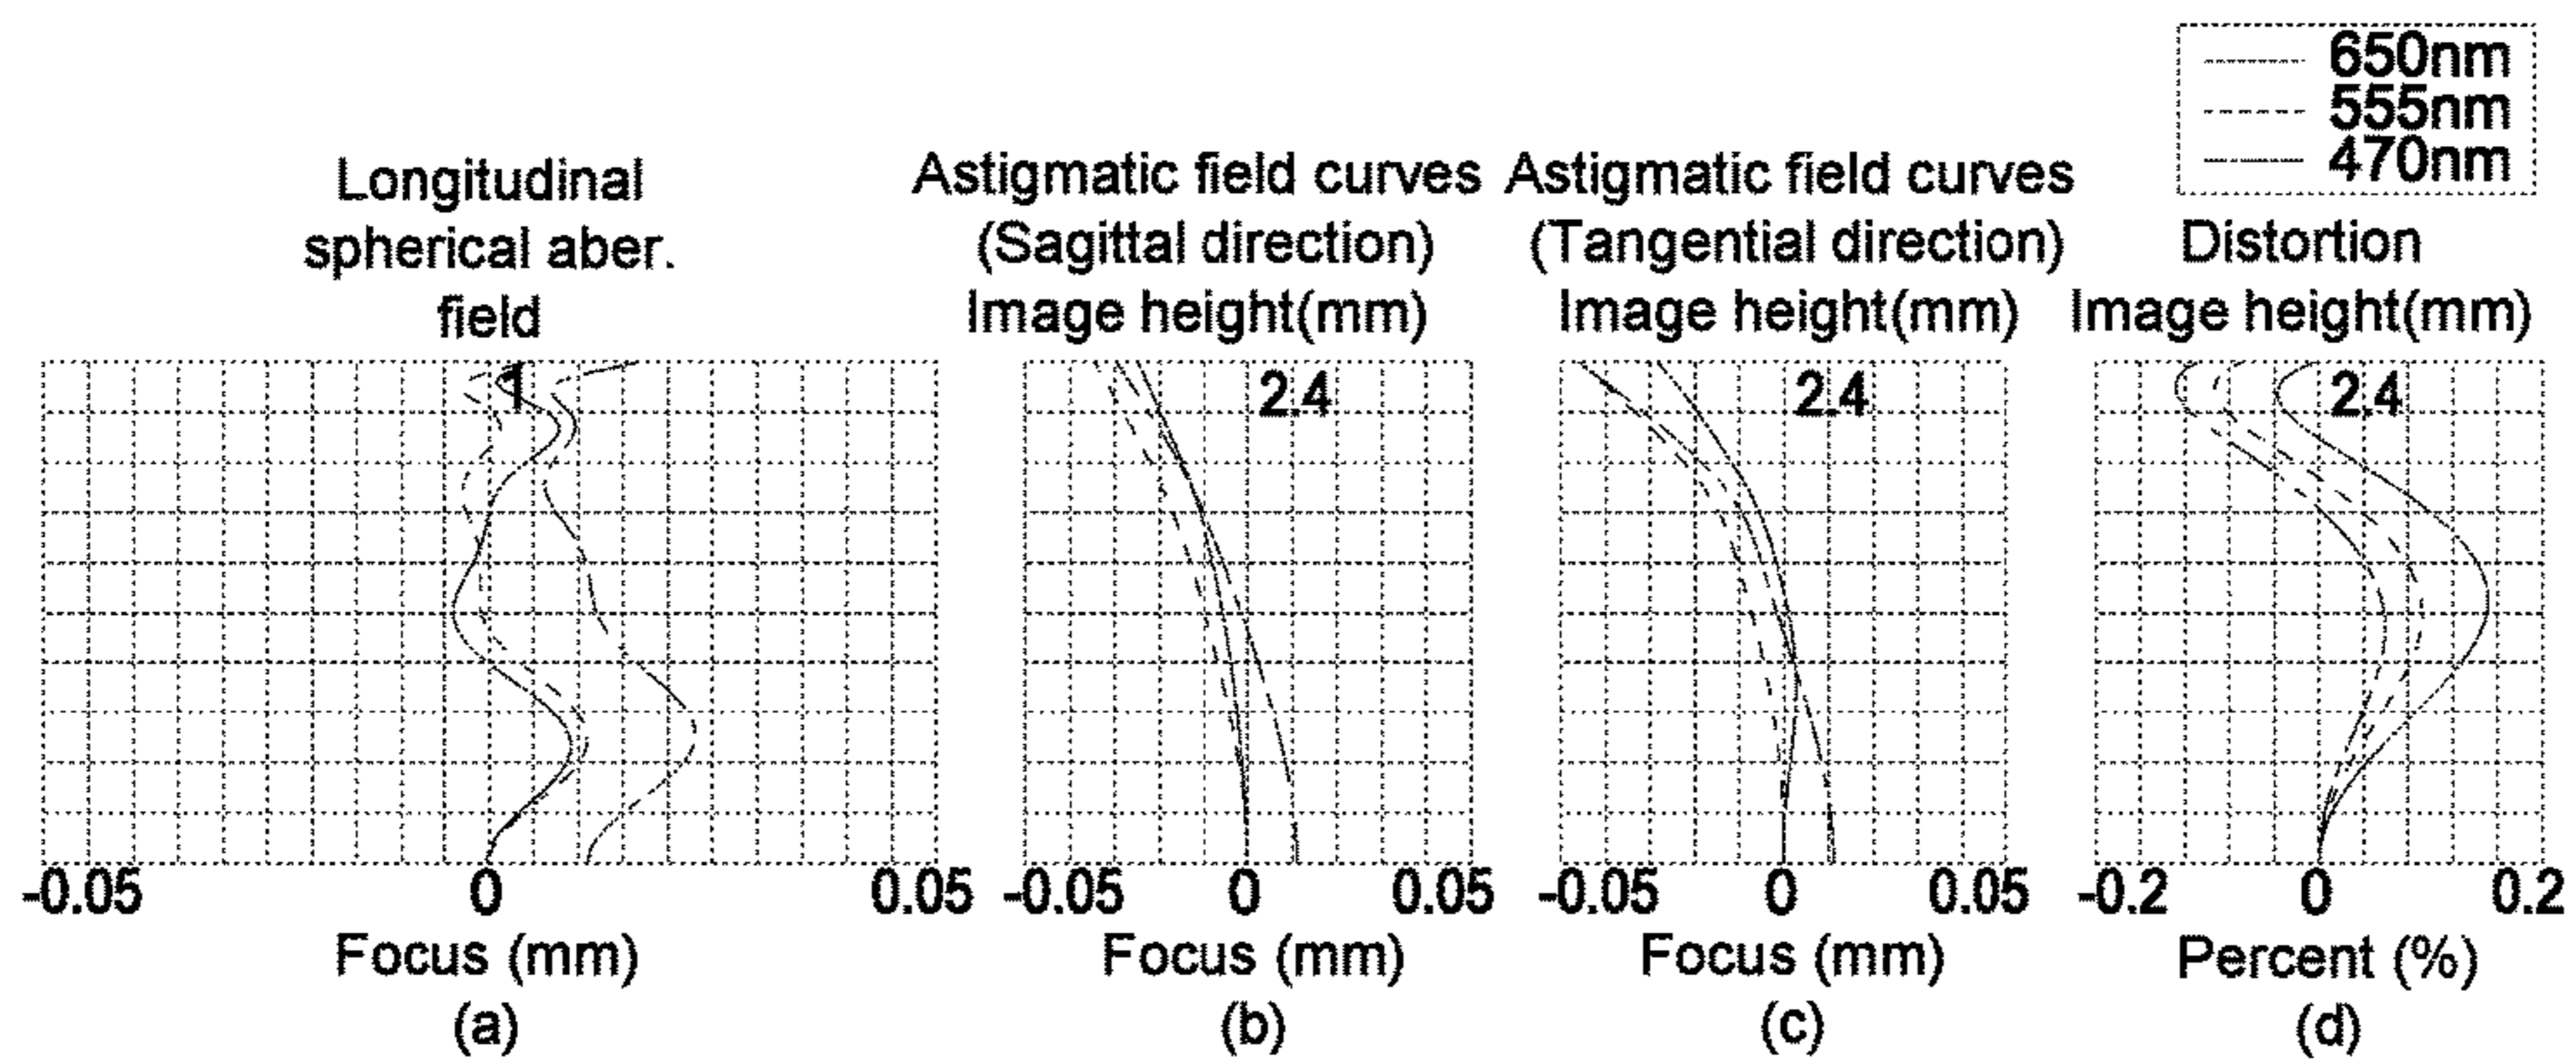 650nm
555nm
470nm
Longitudinal
spherical aber.
field
1
-0.05 0 0.05
Focus (mm)
(a)
Astigmatic field curves
(Sagittal direction)
Image height(mm)
2.4
-0.05 0 0.05
Focus (mm)
(b)
Astigmatic field curves
(Tangential direction)
Image height(mm)
2.4
-0.05 0 0.05
Focus (mm)
(c)
Distortion
Image height(mm)
2.4
-0.2 0 0.2
Percent (%)
(d)